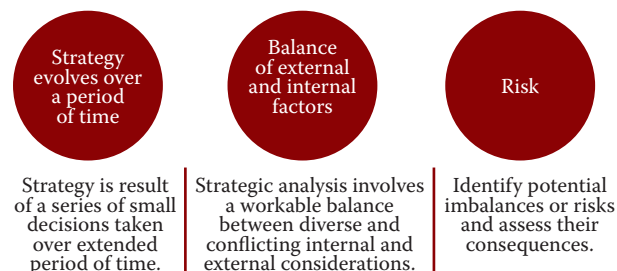 Strategy
evolves over
a period
of time
Balance
of external
and internal
factors
Risk
Strategy is result
of a series of small
decisions taken
over extended
period of time.
Strategic analysis involves
a workable balance
between diverse and
conflicting internal and
external considerations.
Identify potential
imbalances or risks
and assess their
consequences.